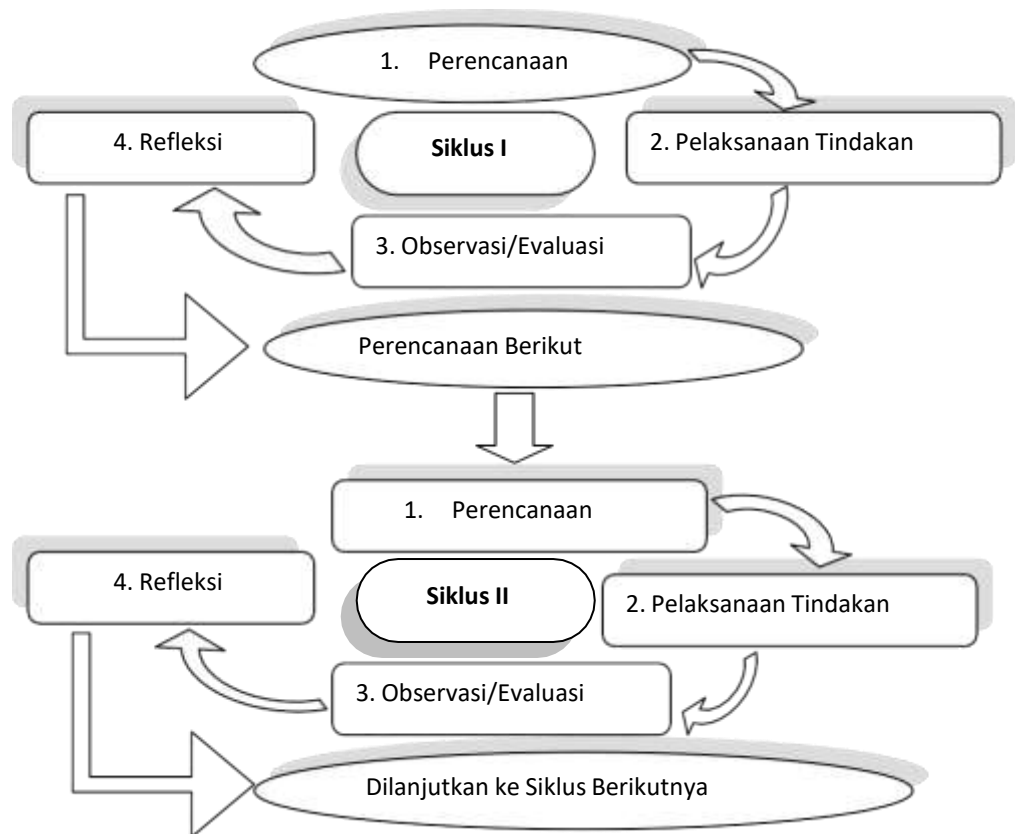 1. Perencanaan
4. Refleksi
Siklus I
2. Pelaksanaan Tindakan
3. Observasi/Evaluasi
Perencanaan Berikut
1. Perencanaan
4. Refleksi
Siklus II
2. Pelaksanaan Tindakan
3. Observasi/Evaluasi
Dilanjutkan ke Siklus Berikutnya